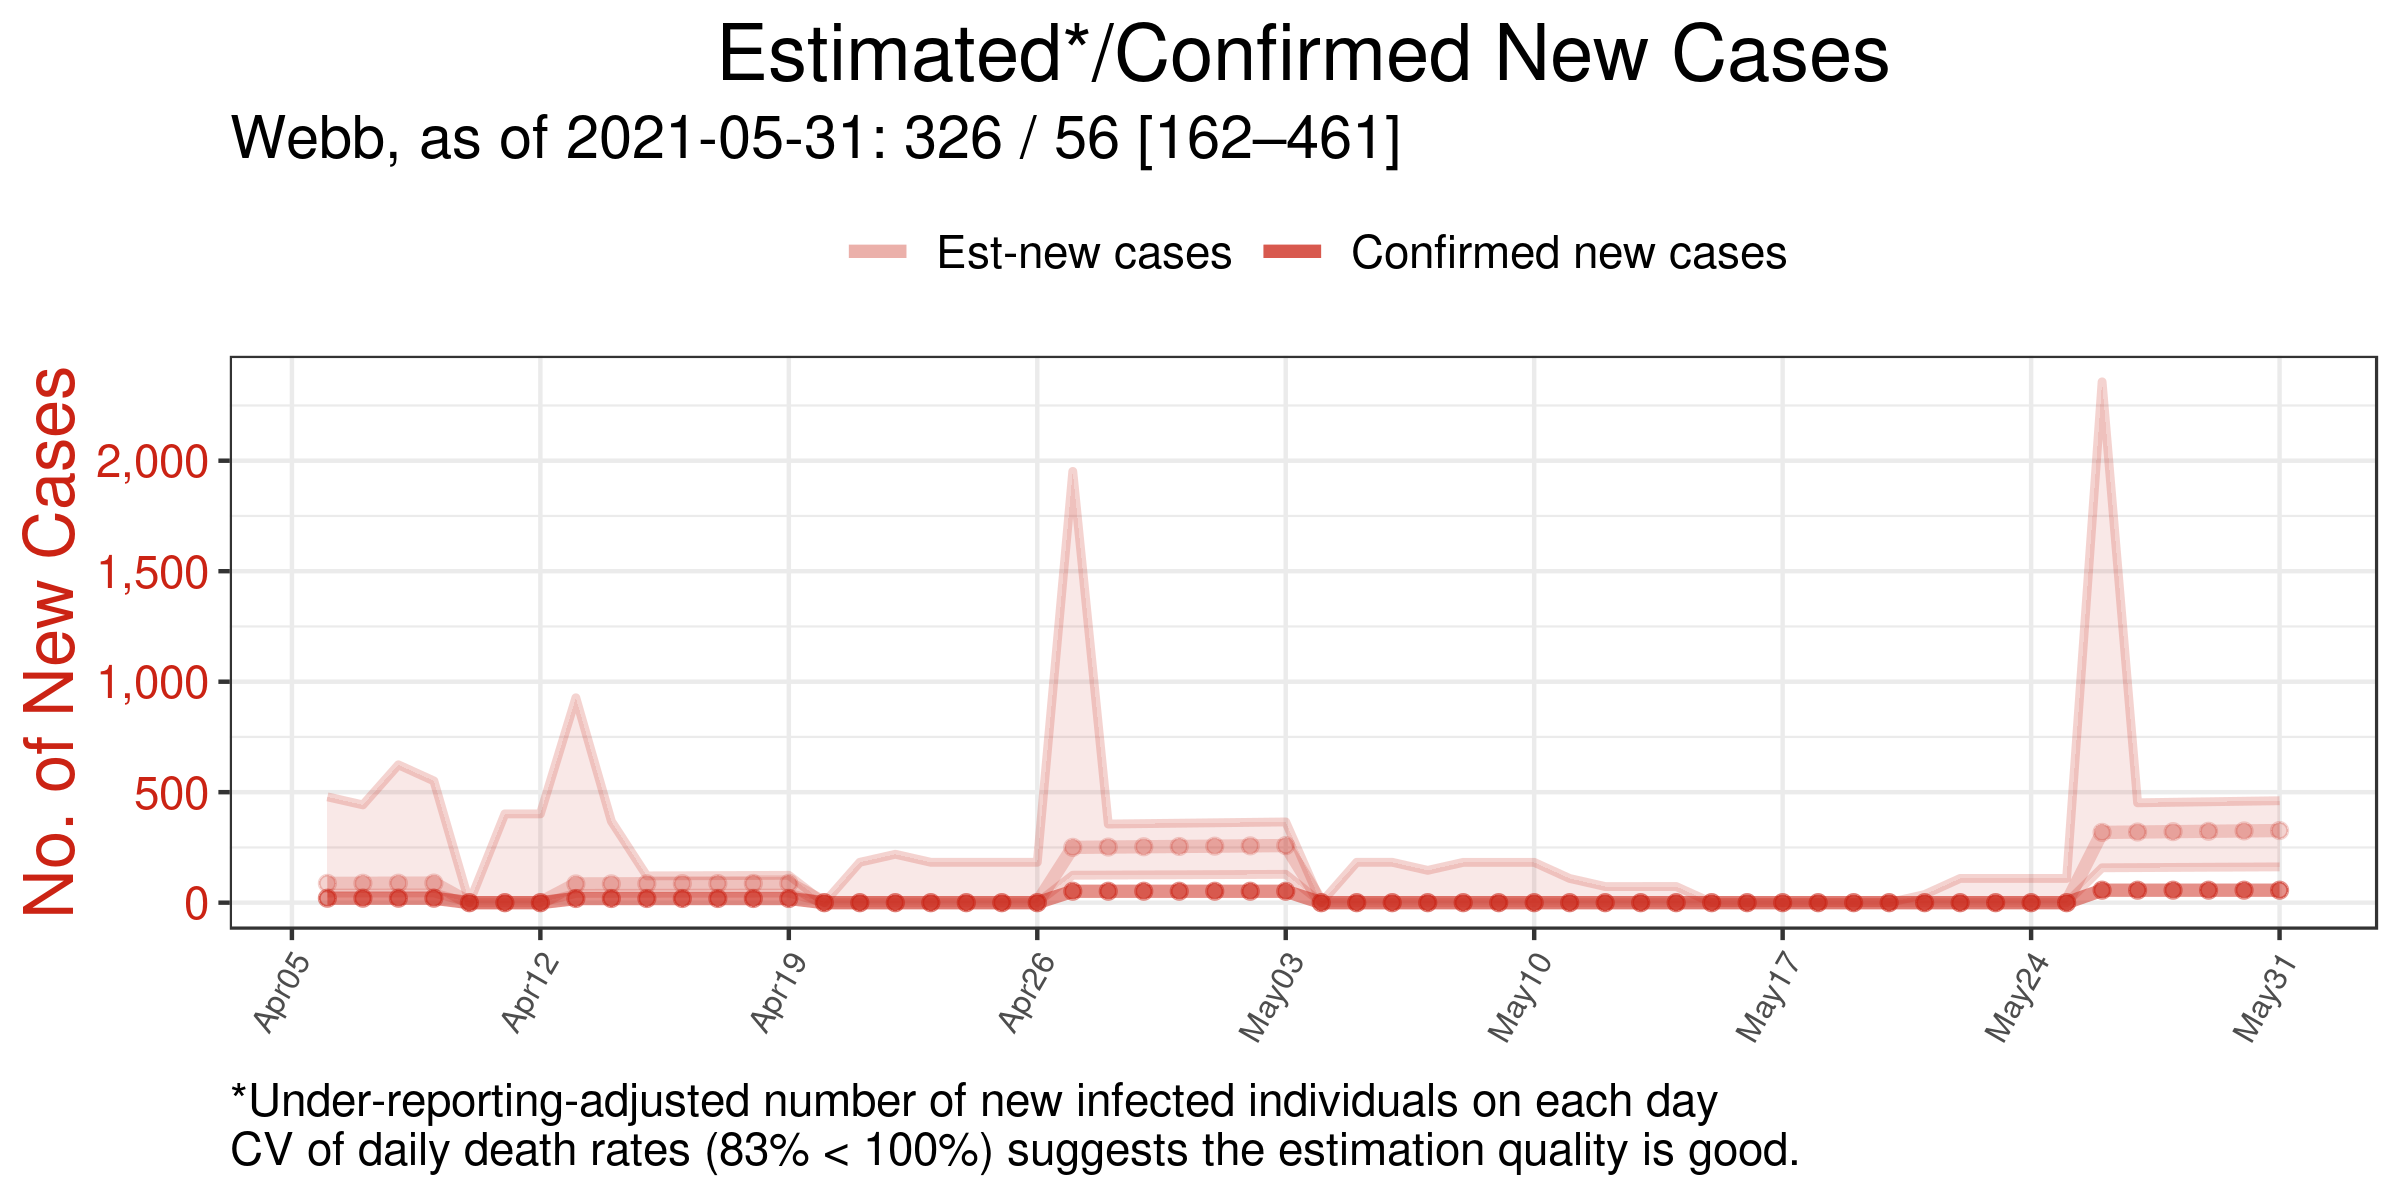 Estimated*/Confirmed New Cases
Webb, as of 2021-05-31: 326 / 56 [162–461]
Est-new cases Confirmed new cases
No. of New Cases
2,000
1,500
1,000
500
0
Apr05 Apr12 Apr19 Apr26 May03 May10 May17 May24 May31
*Under-reporting-adjusted number of new infected individuals on each day
CV of daily death rates (83% < 100%) suggests the estimation quality is good.